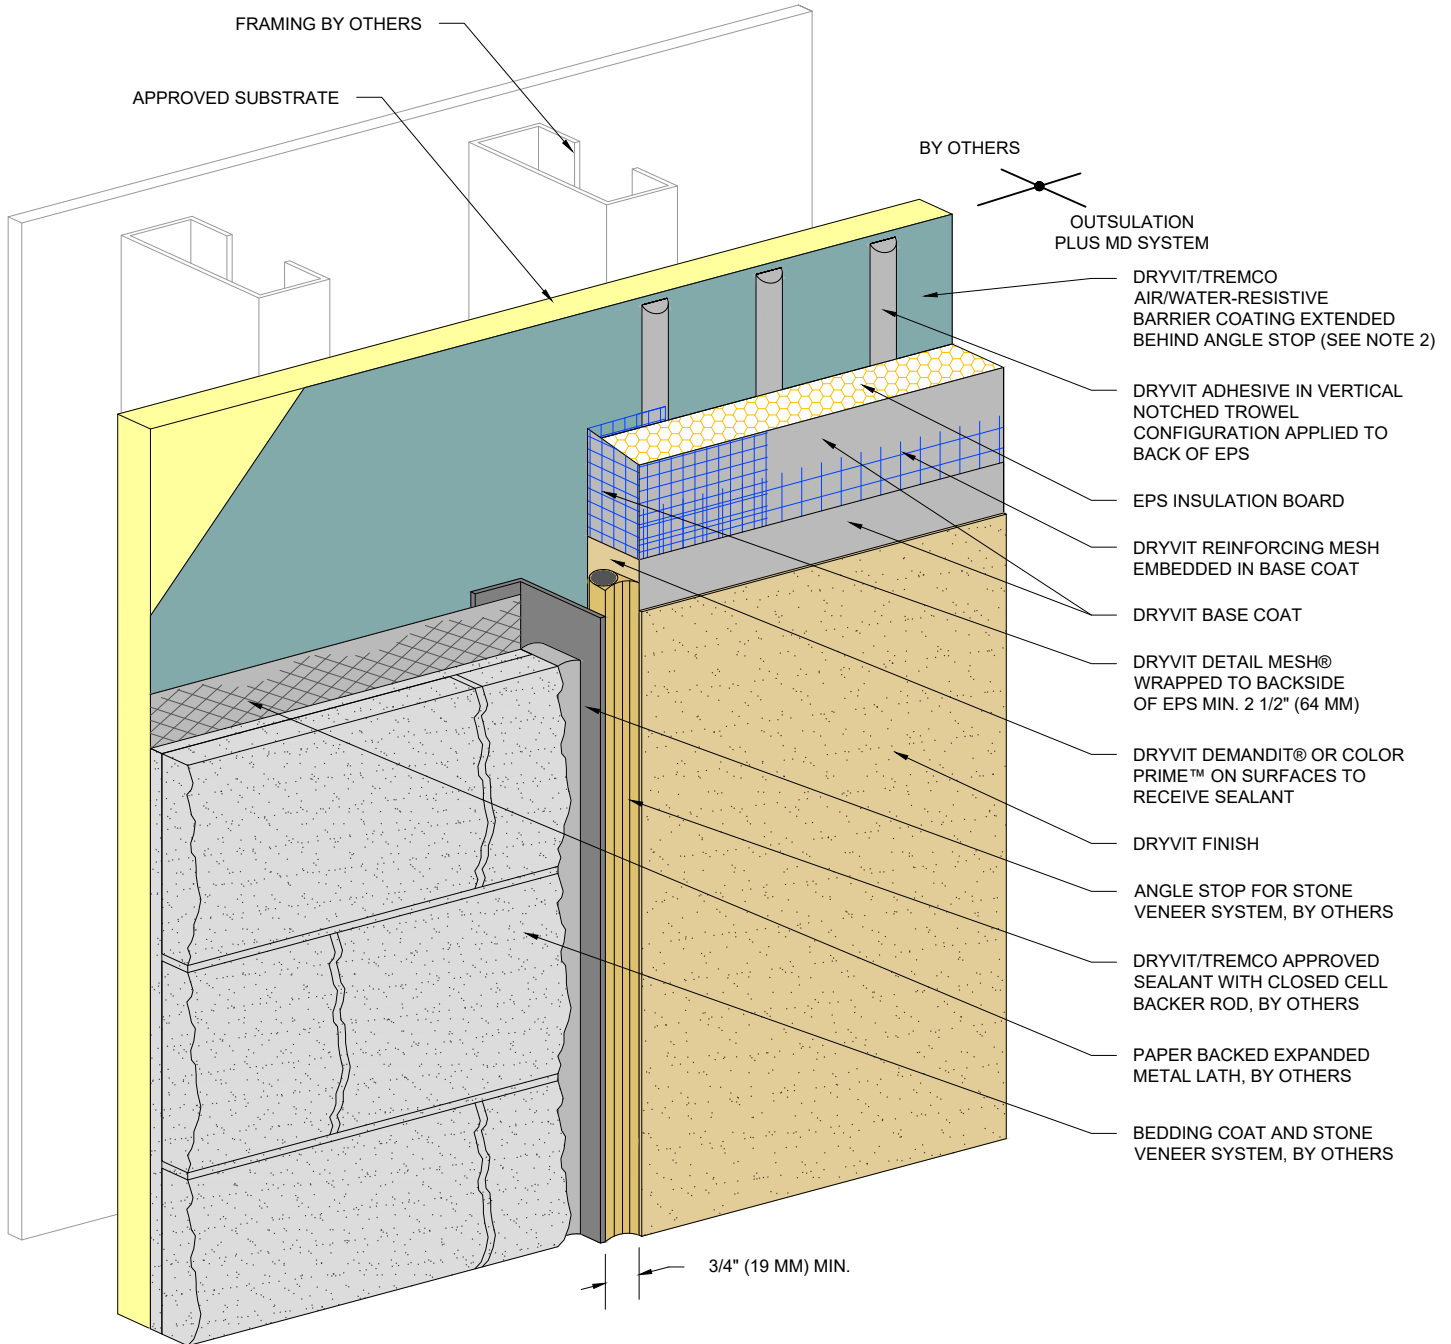 FRAMING BY OTHERS
APPROVED SUBSTRATE
BY OTHERS
OUTSULATION
PLUS MD SYSTEM
DRYVIT/TREMCO
AIR/WATER-RESISTIVE
BARRIER COATING EXTENDED
BEHIND ANGLE STOP (SEE NOTE 2)
DRYVIT ADHESIVE IN VERTICAL
NOTCHED TROWEL
CONFIGURATION APPLIED TO
BACK OF EPS
EPS INSULATION BOARD
DRYVIT REINFORCING MESH
EMBEDDED IN BASE COAT
DRYVIT BASE COAT
DRYVIT DETAIL MESH®
WRAPPED TO BACKSIDE
OF EPS MIN. 2 1/2" (64 MM)
DRYVIT DEMANDIT® OR COLOR
PRIME™ ON SURFACES TO
RECEIVE SEALANT
DRYVIT FINISH
ANGLE STOP FOR STONE
VENEER SYSTEM, BY OTHERS
DRYVIT/TREMCO APPROVED
SEALANT WITH CLOSED CELL
BACKER ROD, BY OTHERS
PAPER BACKED EXPANDED
METAL LATH, BY OTHERS
BEDDING COAT AND STONE
VENEER SYSTEM, BY OTHERS
3/4" (19 MM) MIN.